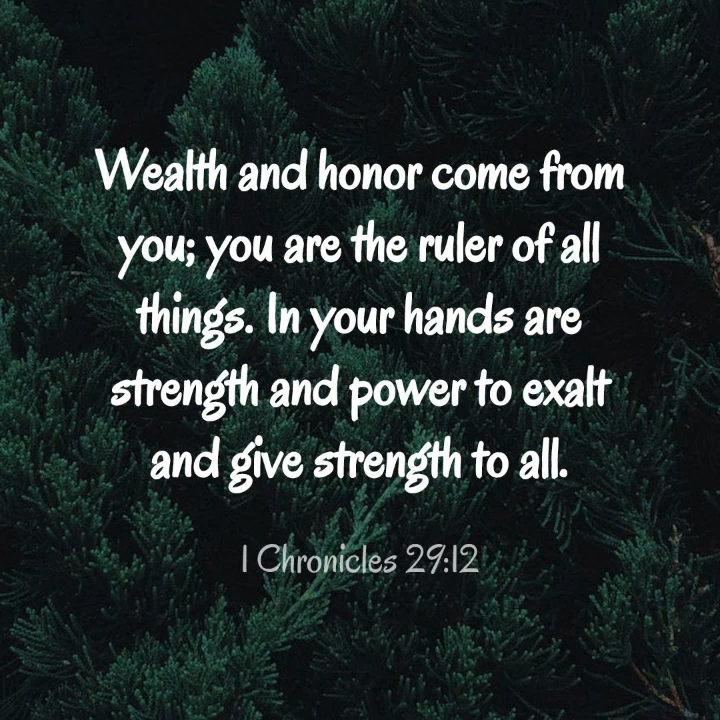 Wealth and honor come from
you; you are the ruler of all
things. In your hands are
strength and power to exalt
and give strength to all.
1 Chronicles 29:12